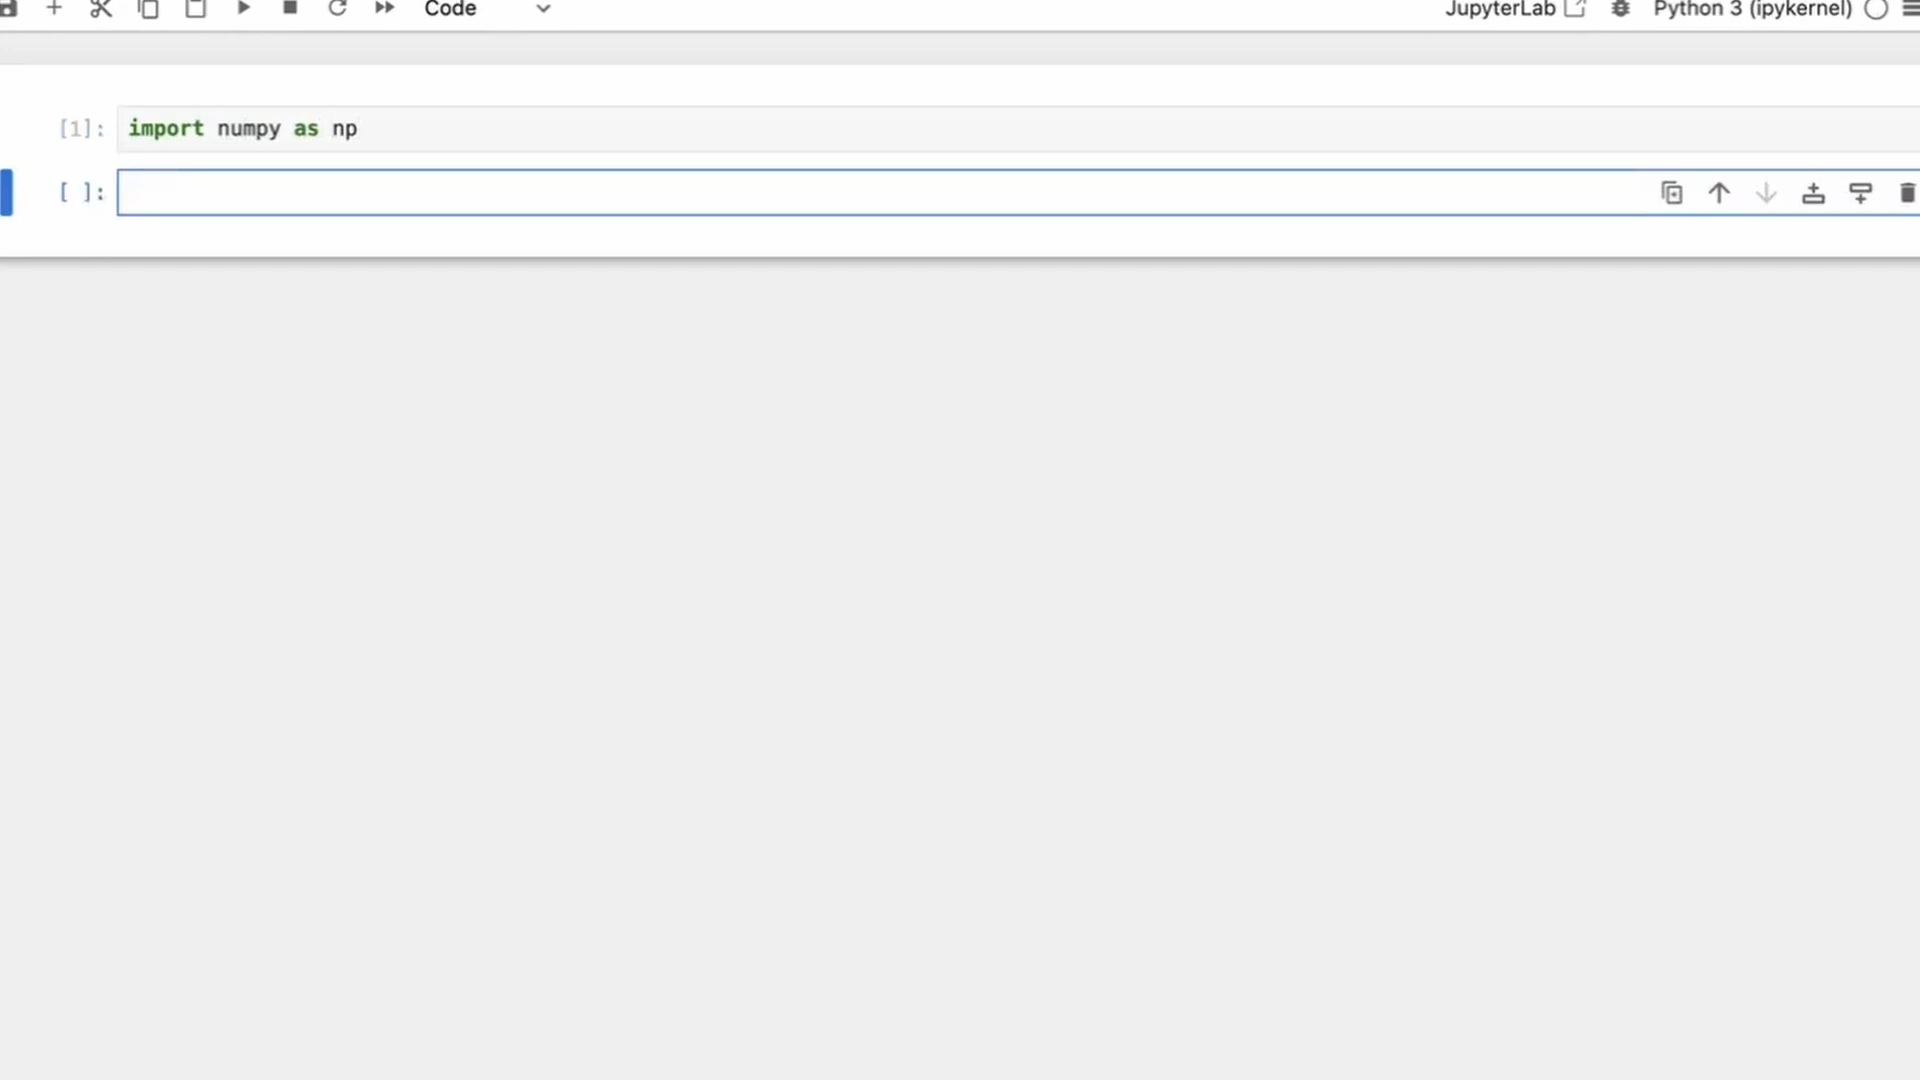 Code
JupyterLab
Python 3 (ipykernel)
[1]:
import numpy as np
[ ]: